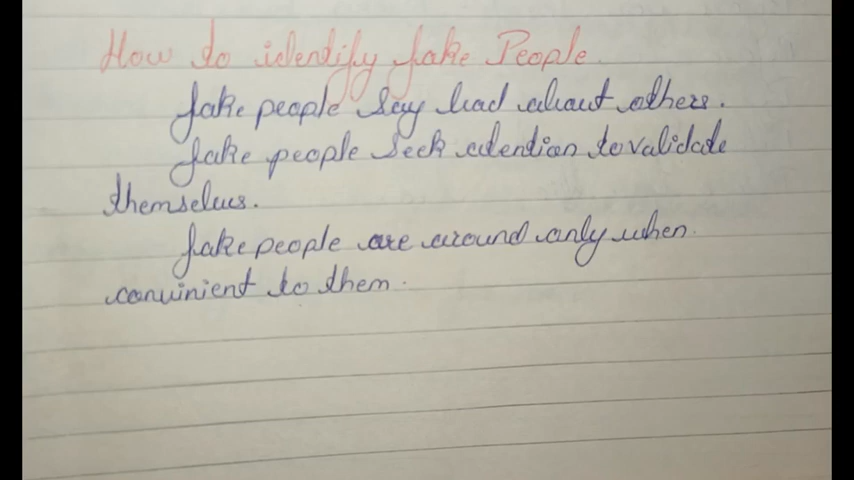 How to identify fake People
fake people say bad about others.
fake people seek attention to validate
themselves.
fake people are around only when
convinient to them.